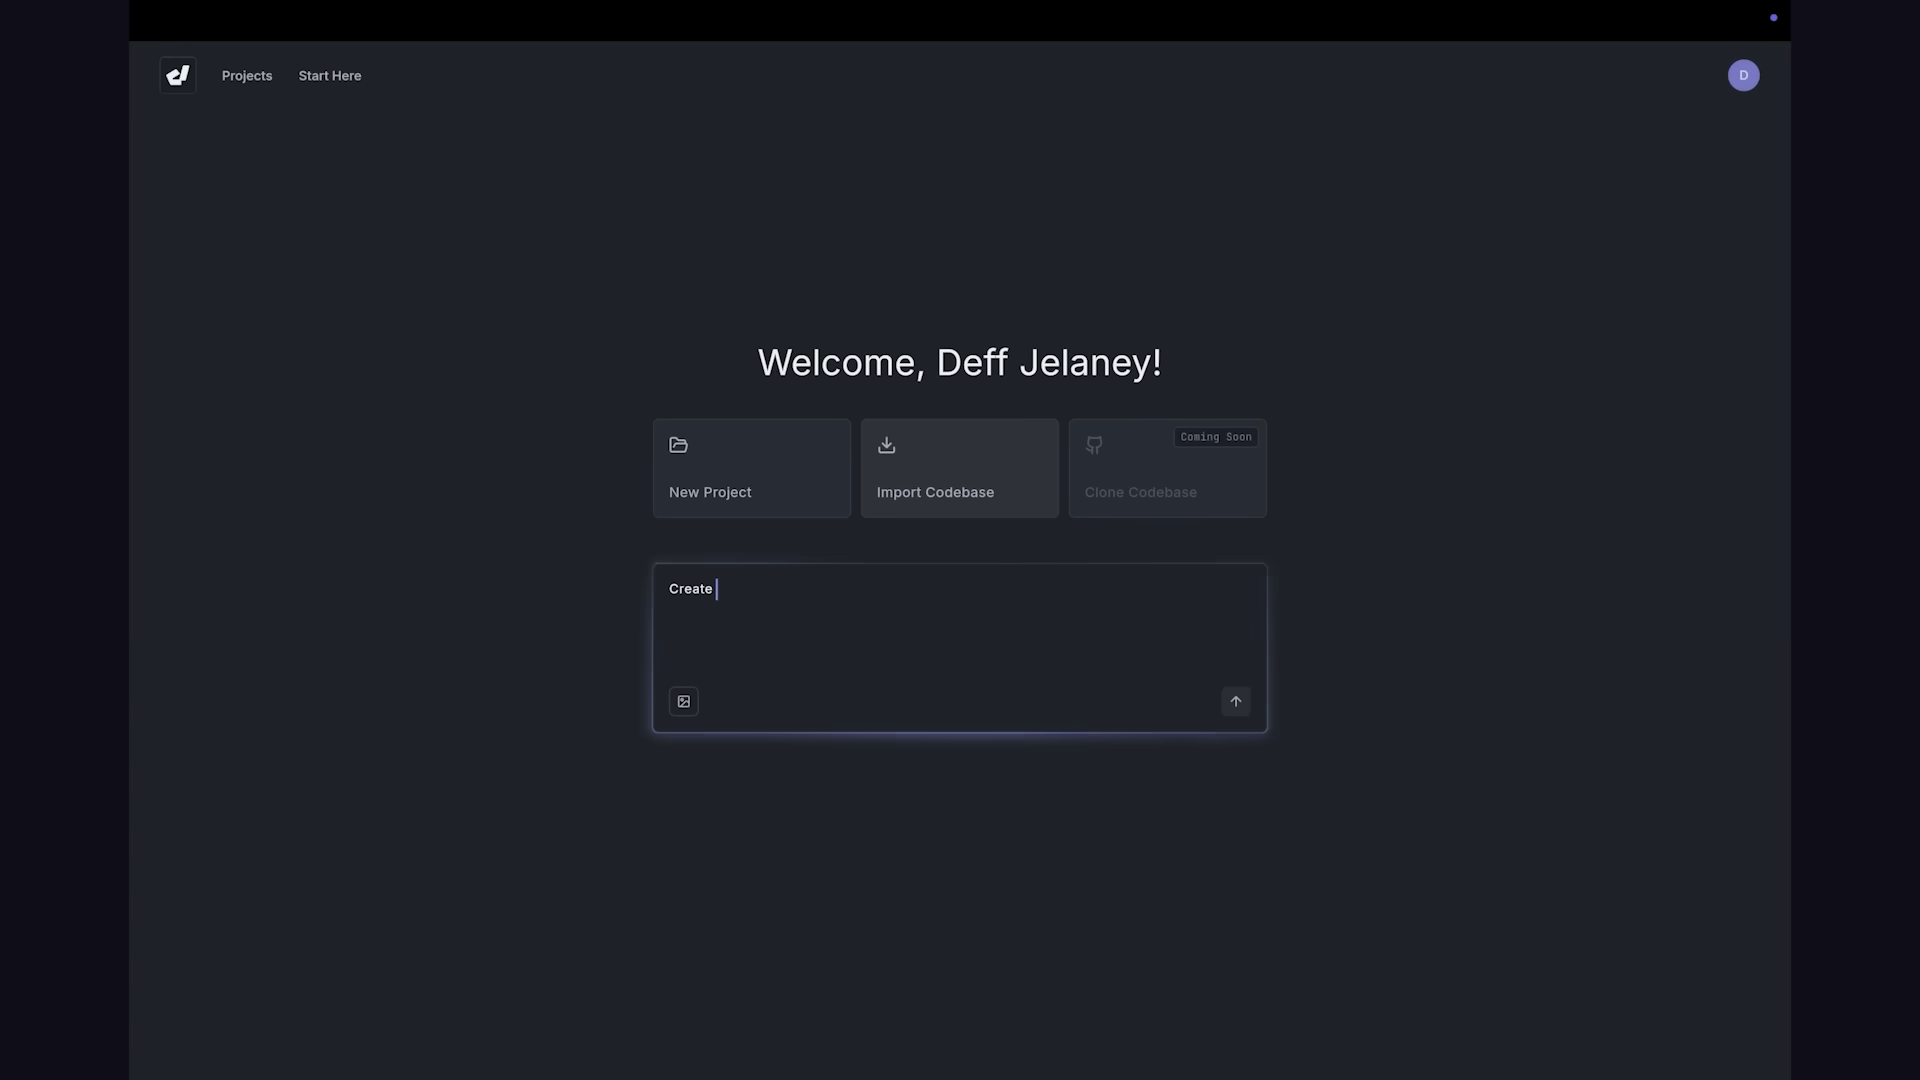 Projects
Start Here
D
Welcome, Deff Jelaney!
New Project
Import Codebase
Coming Soon
Clone Codebase
Create